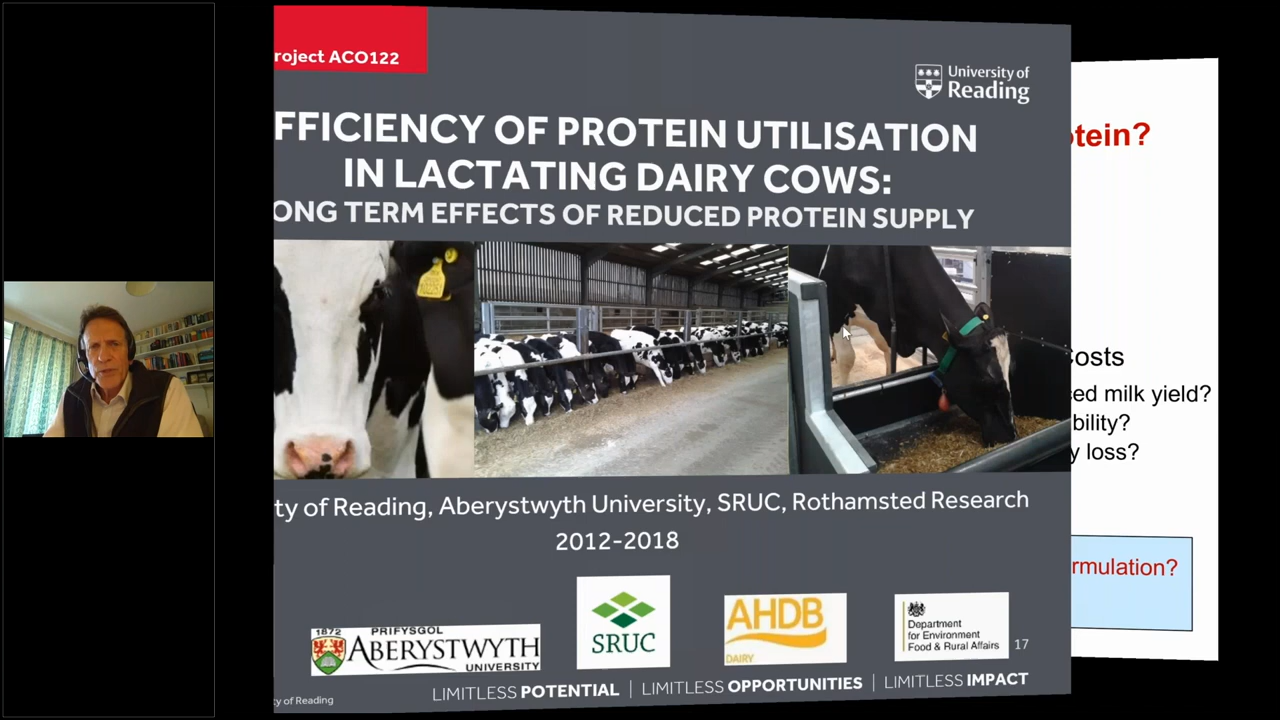 roject ACO122
University of
Reading
FFICIENCY OF PROTEIN UTILISATION
IN LACTATING DAIRY COWS:
ONG TERM EFFECTS OF REDUCED PROTEIN SUPPLY
ty of Reading, Aberystwyth University, SRUC, Rothamsted Research
2012-2018
1872
PRIFYSGOL
ABERYSTWYTH
UNIVERSITY
SRUC
AHDB
DAIRY
Department
for Environment
Food & Rural Affairs
17
LIMITLESS POTENTIAL | LIMITLESS OPPORTUNITIES | LIMITLESS IMPACT
ty of Reading
tein?
Costs
ed milk yield?
bility?
y loss?
rmulation?